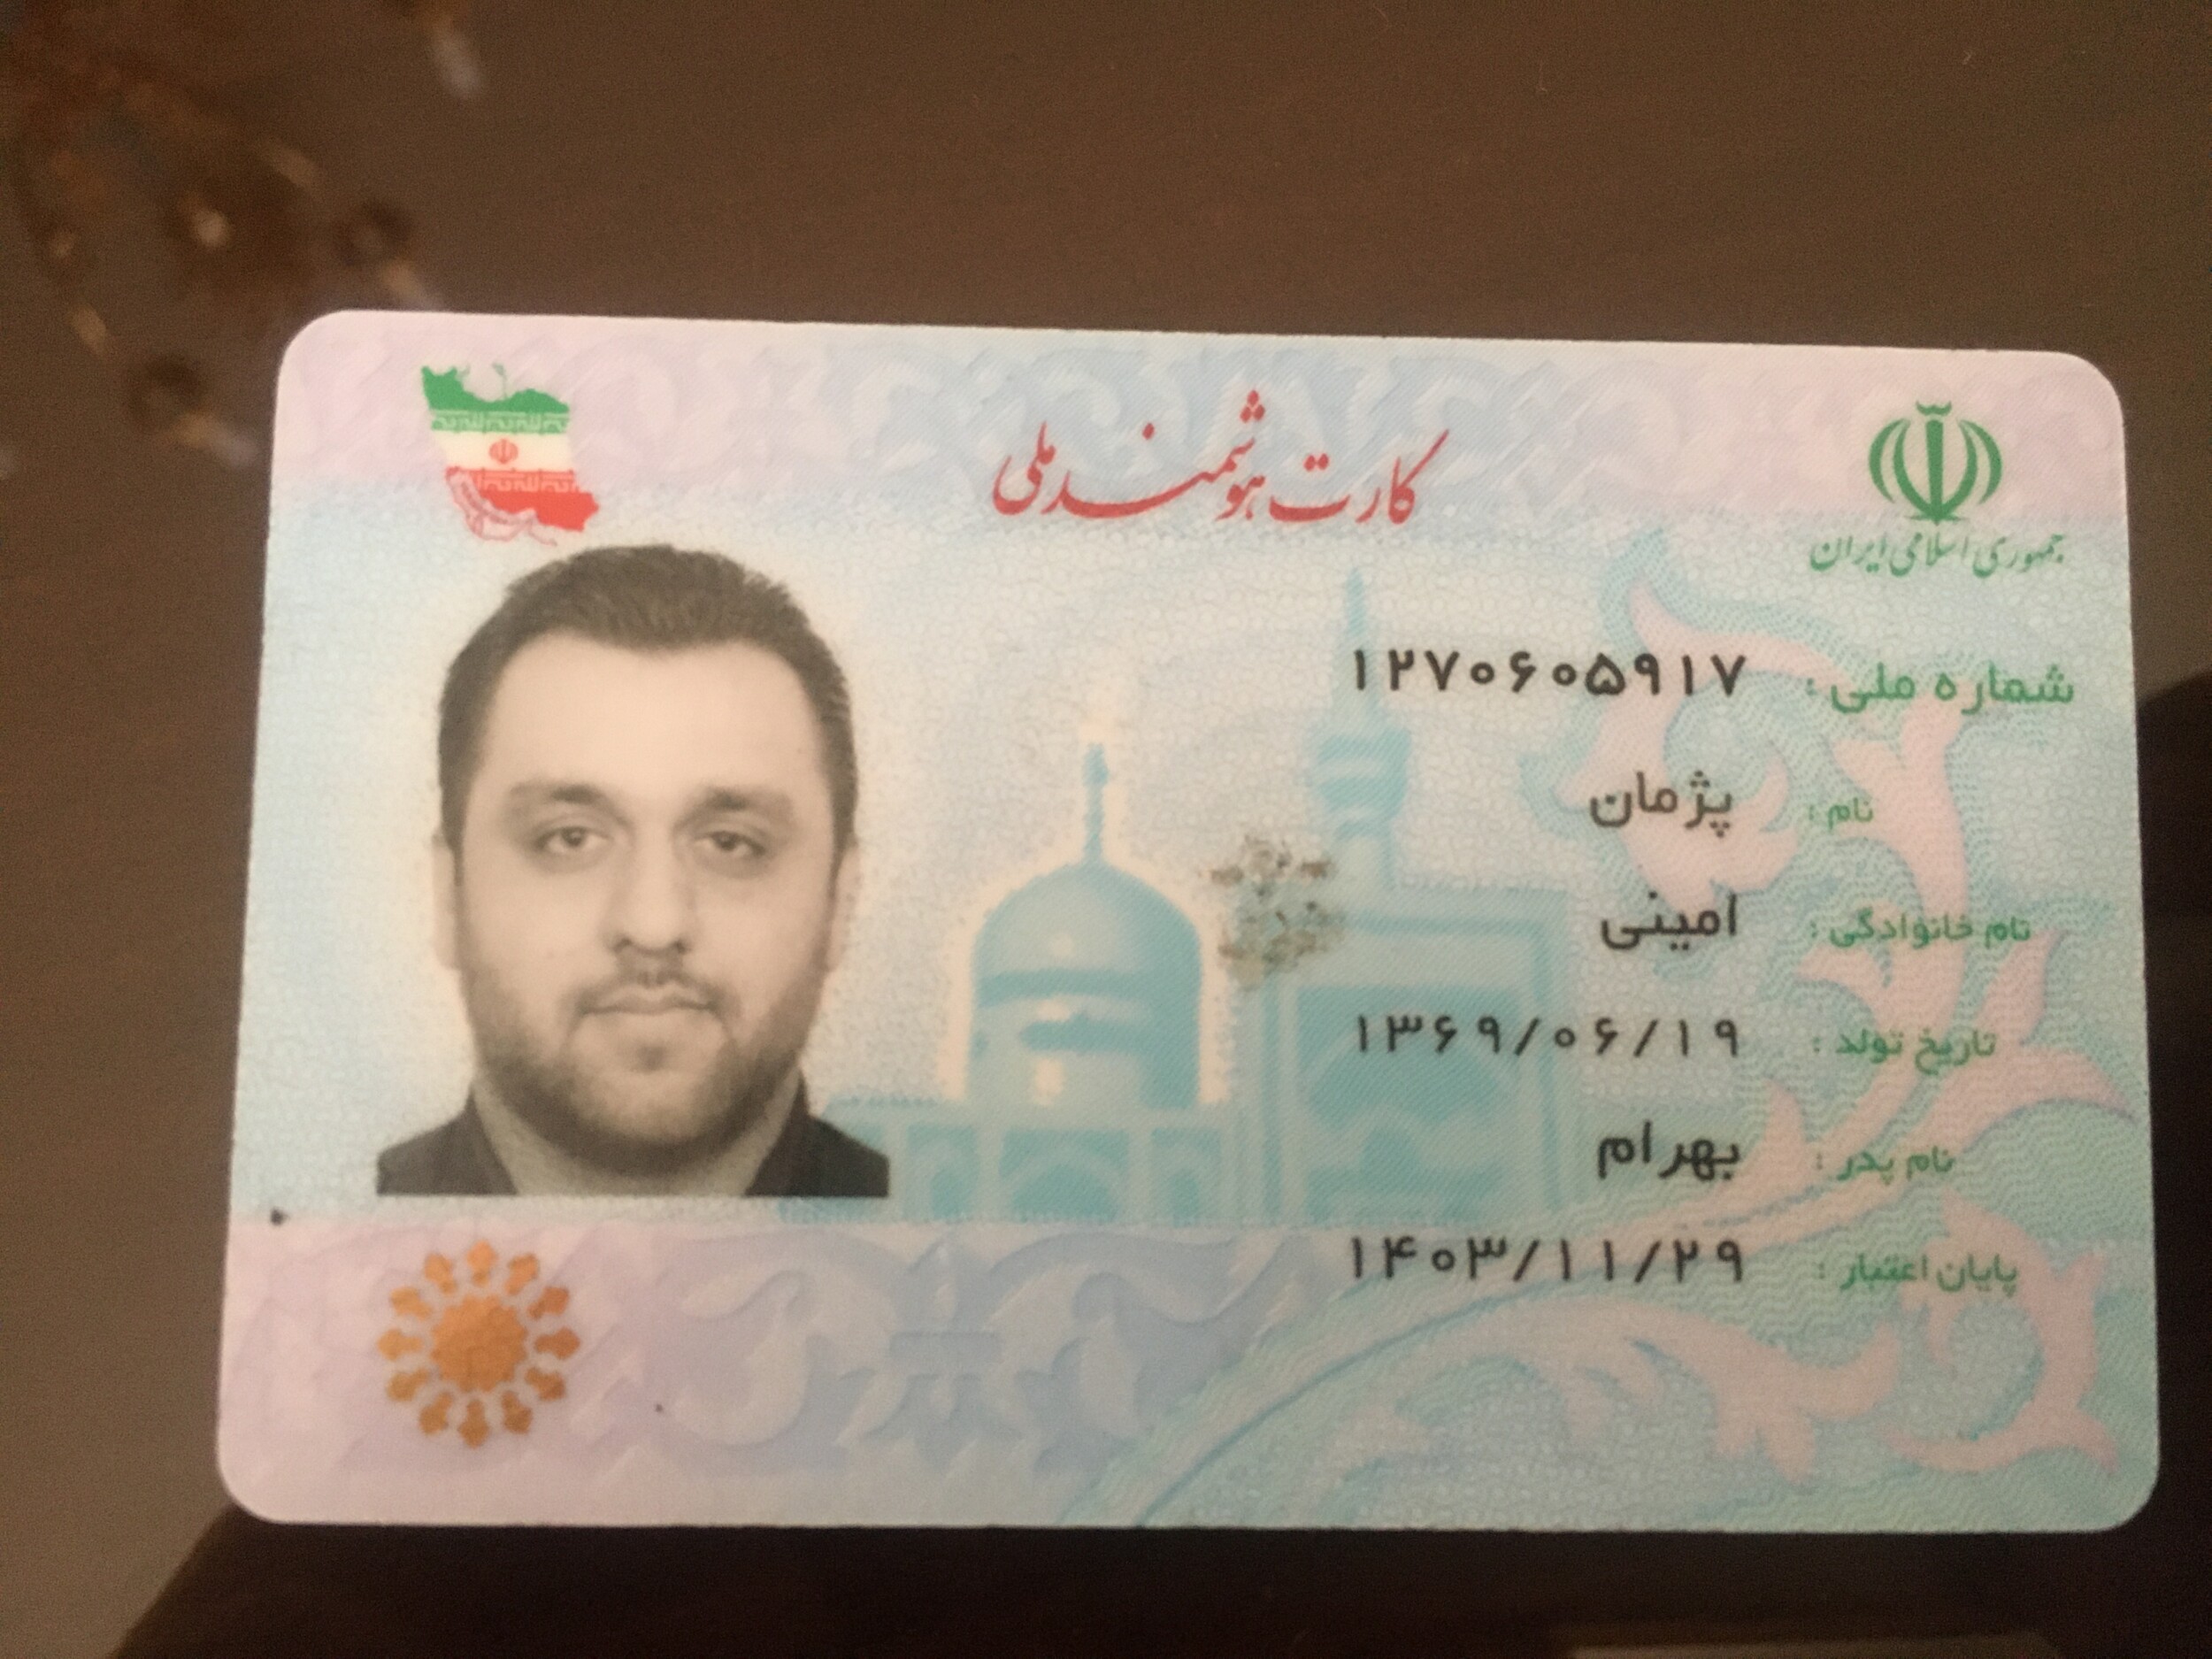 کارت هوشمند ملی
جمهوری اسلامی ایران
شماره ملی : ۱۲۷۰۶۰۵۹۱۷
نام : پژمان
نام خانوادگی : امینی
تاریخ تولد : ۱۳۶۹/۰۶/۱۹
نام پدر : بهرام
پایان اعتبار : ۱۴۰۳/۱۱/۲۹